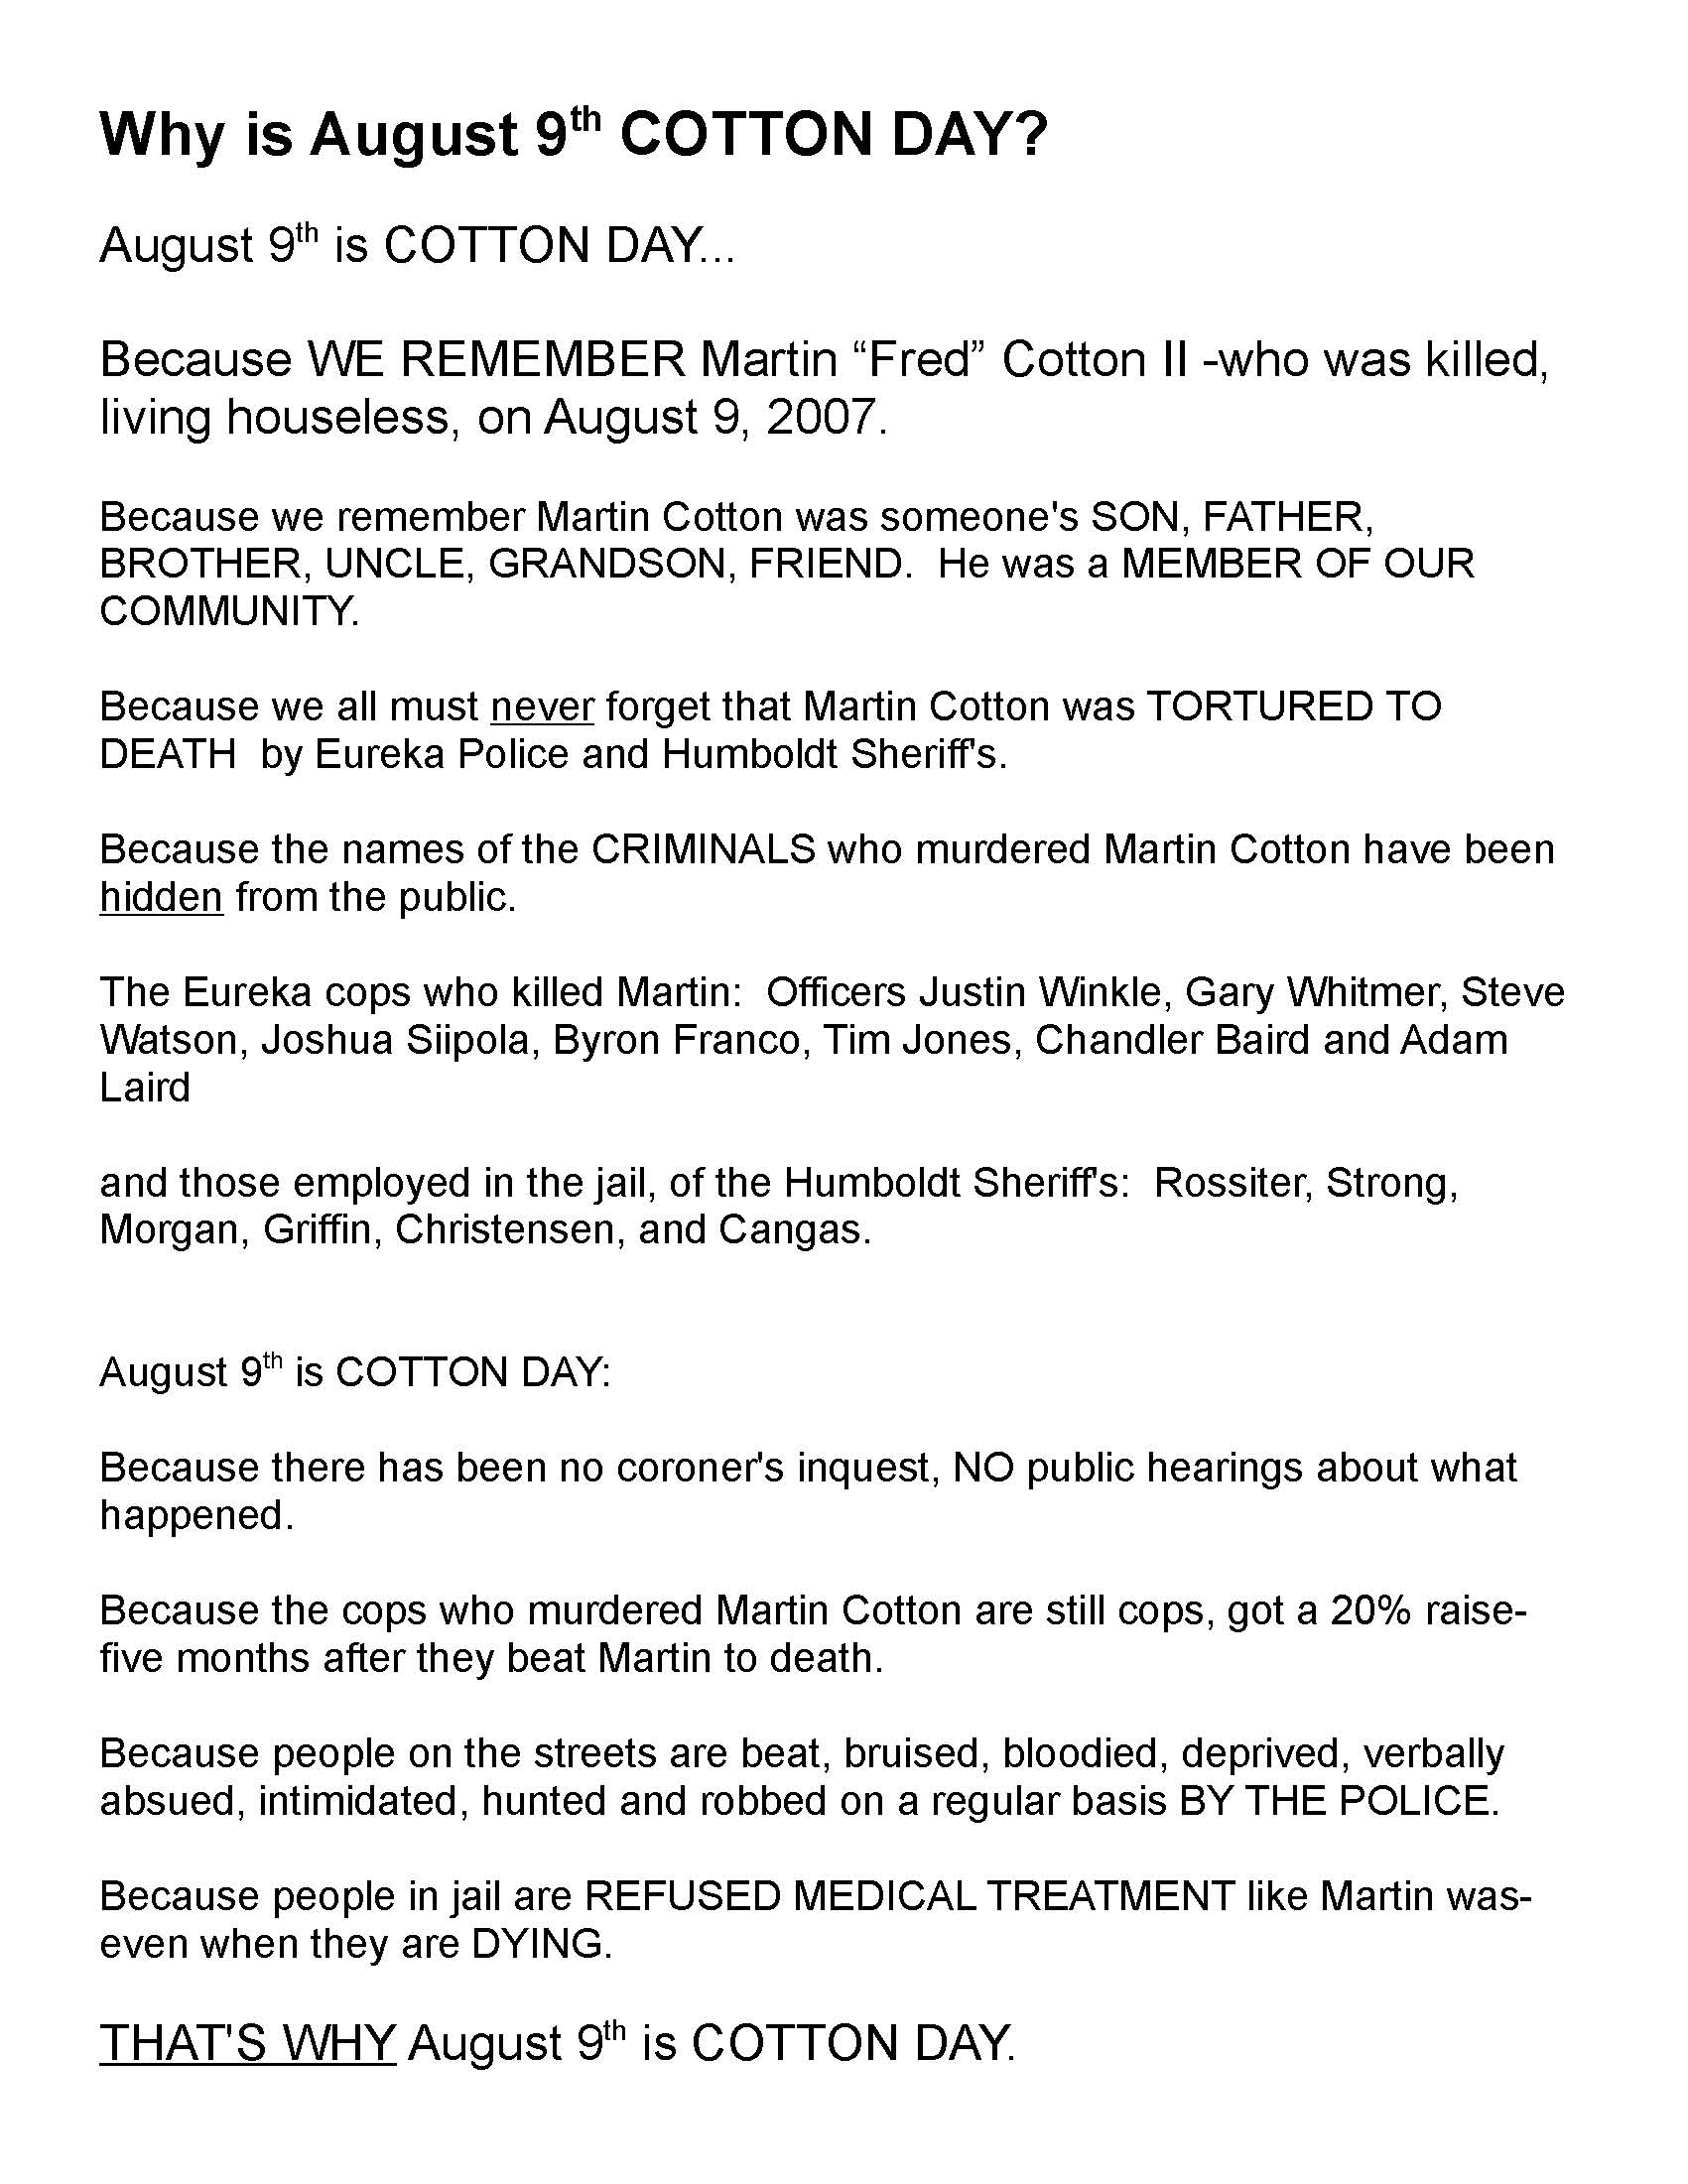 Why is August 9th COTTON DAY?
August 9th is COTTON DAY...
Because WE REMEMBER Martin “Fred” Cotton II -who was killed,
living houseless, on August 9, 2007.
Because we remember Martin Cotton was someone's SON, FATHER,
BROTHER, UNCLE, GRANDSON, FRIEND.  He was a MEMBER OF OUR
COMMUNITY.
Because we all must never forget that Martin Cotton was TORTURED TO
DEATH  by Eureka Police and Humboldt Sheriff's.
Because the names of the CRIMINALS who murdered Martin Cotton have been
hidden from the public.
The Eureka cops who killed Martin:  Officers Justin Winkle, Gary Whitmer, Steve
Watson, Joshua Siipola, Byron Franco, Tim Jones, Chandler Baird and Adam
Laird
and those employed in the jail, of the Humboldt Sheriff's:  Rossiter, Strong,
Morgan, Griffin, Christensen, and Cangas.
August 9th is COTTON DAY:
Because there has been no coroner's inquest, NO public hearings about what
happened.
Because the cops who murdered Martin Cotton are still cops, got a 20% raise-
five months after they beat Martin to death.
Because people on the streets are beat, bruised, bloodied, deprived, verbally
absued, intimidated, hunted and robbed on a regular basis BY THE POLICE.
Because people in jail are REFUSED MEDICAL TREATMENT like Martin was-
even when they are DYING.
THAT'S WHY August 9th is COTTON DAY.